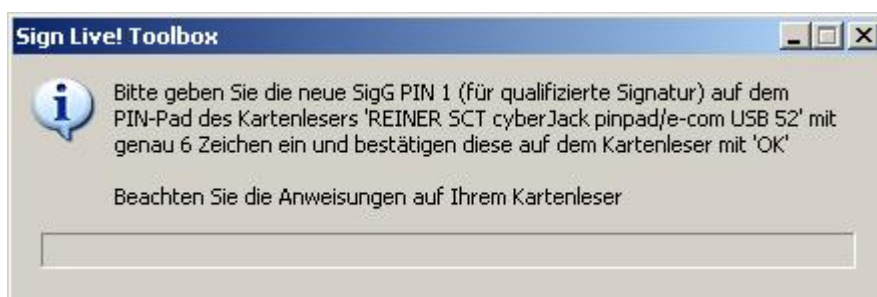 Sign Live! Toolbox
Bitte geben Sie die neue SigG PIN 1 (für qualifizierte Signatur) auf dem
PIN-Pad des Kartenlesers 'REINER SCT cyberJack pinpad/e-com USB 52' mit
genau 6 Zeichen ein und bestätigen diese auf dem Kartenleser mit 'OK'
Beachten Sie die Anweisungen auf Ihrem Kartenleser